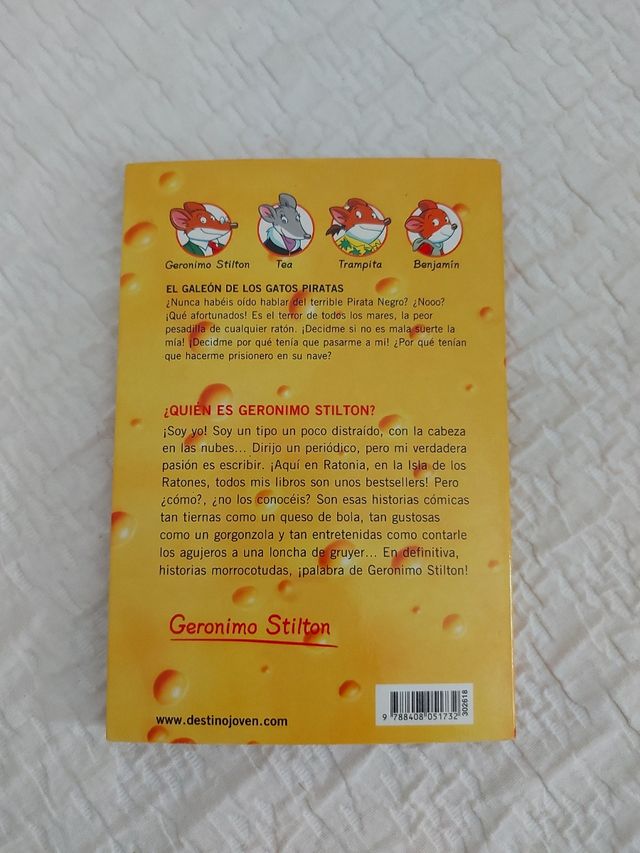 Geronimo Stilton Tea Trampita Benjamín
EL GALEÓN DE LOS GATOS PIRATAS
¿Nunca habéis oído hablar del terrible Pirata Negro? ¿Nooo?
¡Qué afortunados! Es el terror de todos los mares, la peor
pesadilla de cualquier ratón. ¡Decidme si no es mala suerte la
mía! ¡Decidme por qué tenía que pasarme a mí! ¿Por qué tenían
que hacerme prisionero en su nave?
¿QUIÉN ES GERONIMO STILTON?
¡Soy yo! Soy un tipo un poco distraído, con la cabeza
en las nubes... Dirijo un periódico, pero mi verdadera
pasión es escribir. ¡Aquí en Ratonia, en la Isla de los
Ratones, todos mis libros son unos bestsellers! Pero
¿cómo?, ¿no los conocéis? Son esas historias cómicas
tan tiernas como un queso de bola, tan gustosas
como un gorgonzola y tan entretenidas como contarle
los agujeros a una loncha de gruyer... En definitiva,
historias morrocotudas, ¡palabra de Geronimo Stilton!
Geronimo Stilton
www.destinojoven.com
9 788408 051732
302618